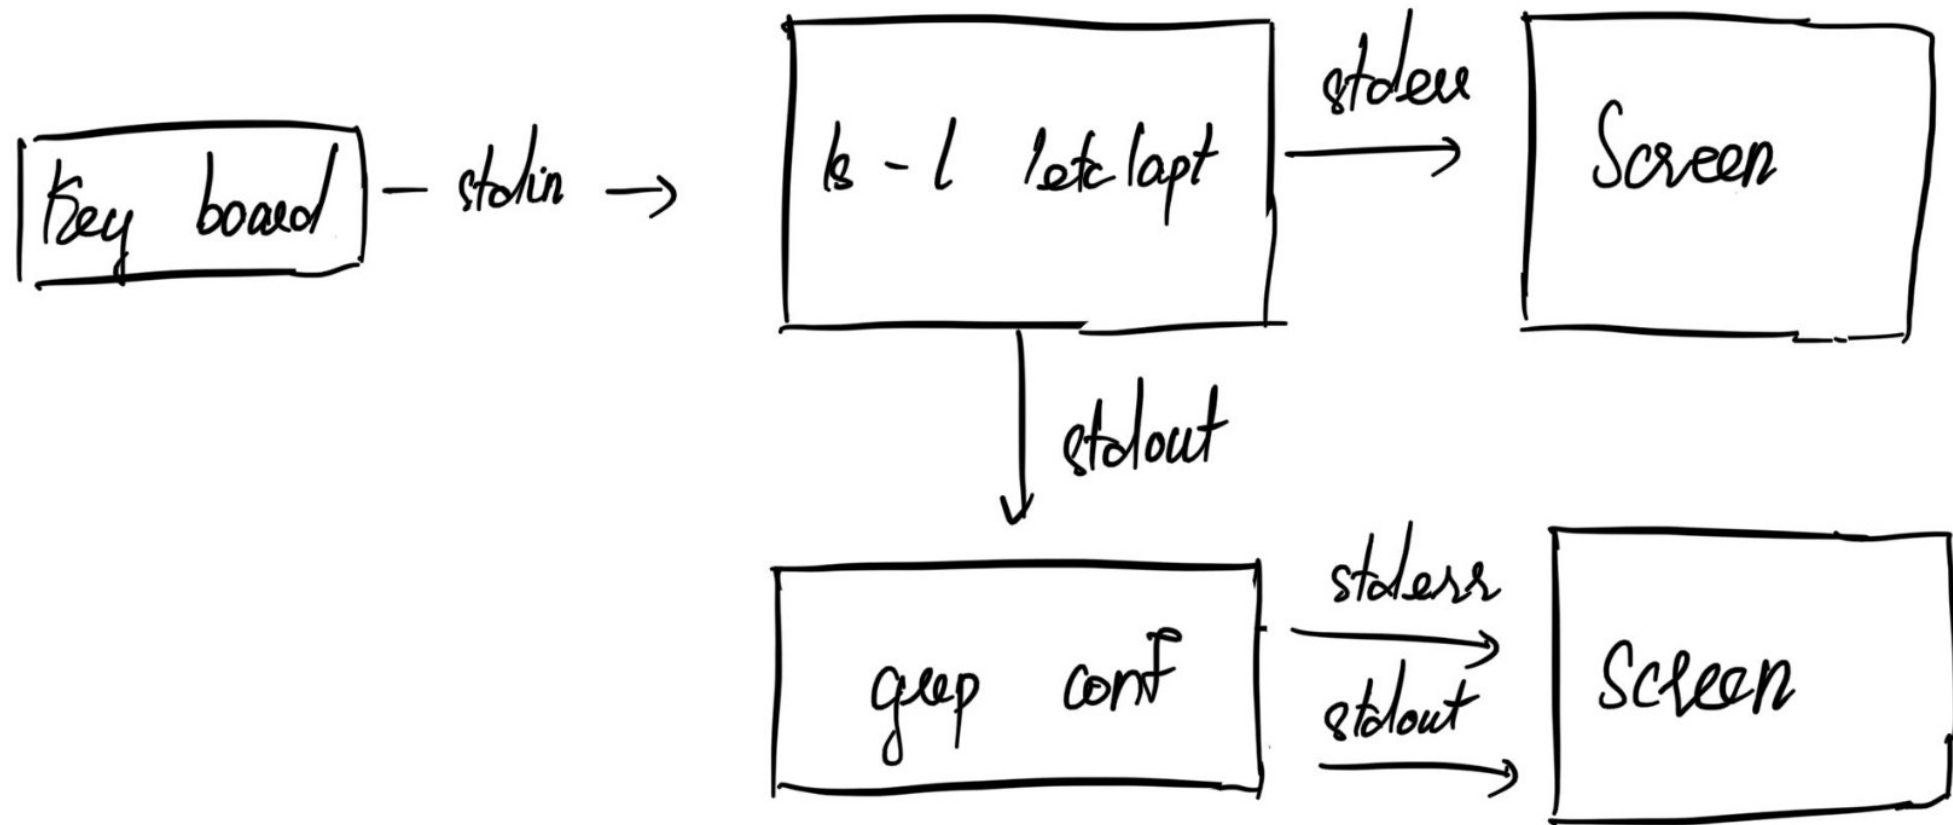 stderr
Key board - stdin → ls - l /etc/apt Screen
stdout
stderr
grep conf Screen
stdout